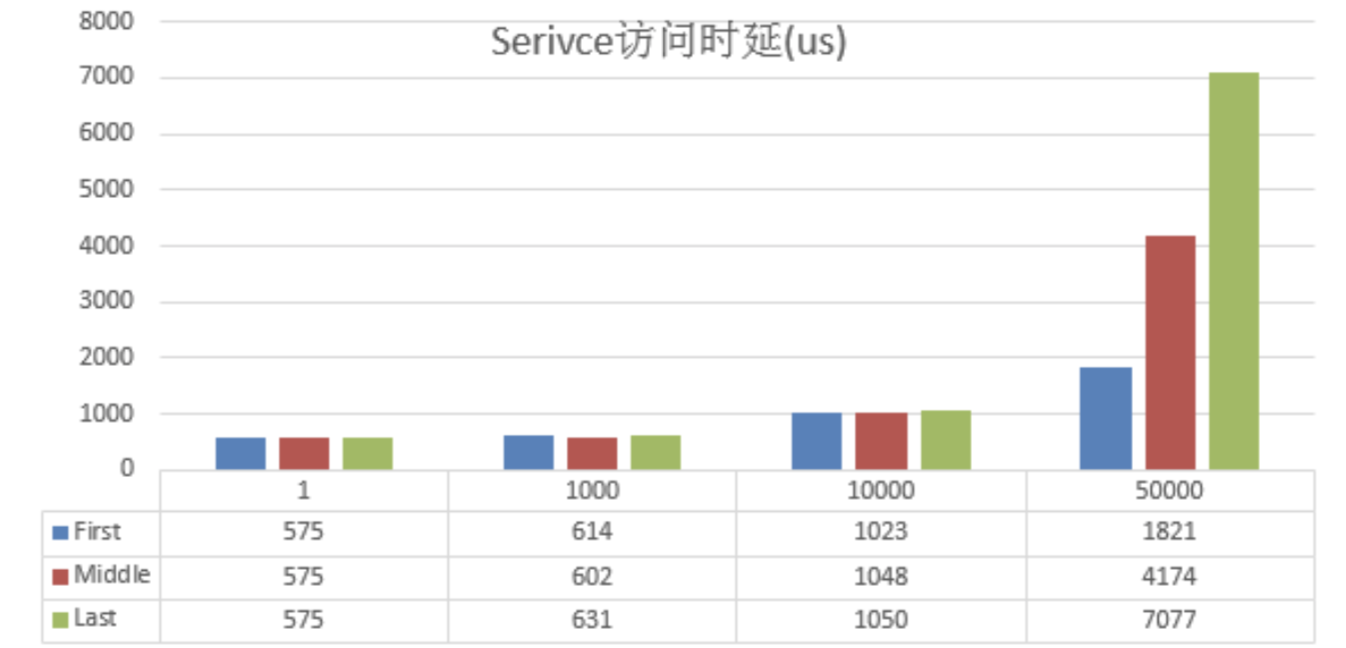 8000
Serivce访问时延(us)
7000
6000
5000
4000
3000
2000
1000
0
1 1000 10000 50000
First 575 614 1023 1821
Middle 575 602 1048 4174
Last 575 631 1050 7077